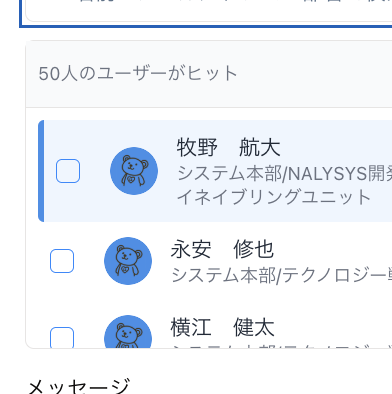 50人のユーザーがヒット
牧野　航大
システム本部/NALYSYS開発
イネイブリングユニット
永安　修也
システム本部/テクノロジー戦
横江　健太
メッセージ